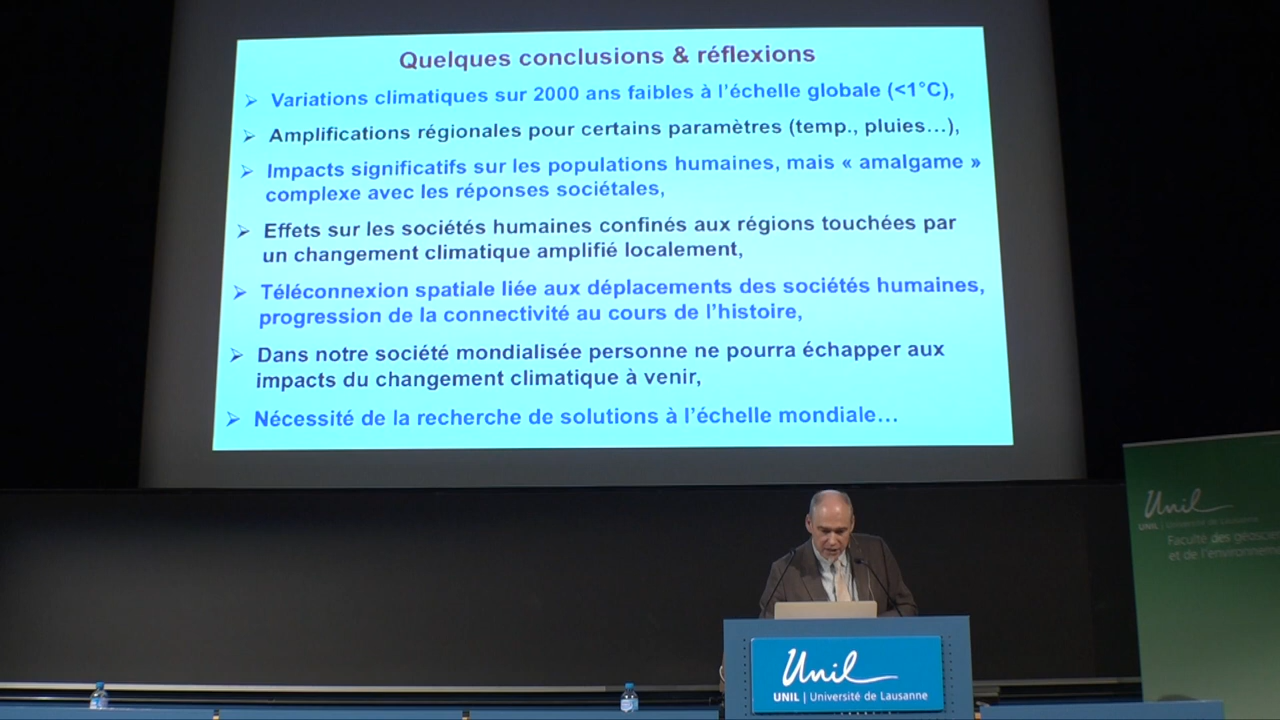 Quelques conclusions & réflexions
➢ Variations climatiques sur 2000 ans faibles à l'échelle globale (<1°C),
➢ Amplifications régionales pour certains paramètres (temp., pluies…),
➢ Impacts significatifs sur les populations humaines, mais « amalgame »
complexe avec les réponses sociétales,
➢ Effets sur les sociétés humaines confinés aux régions touchées par
un changement climatique amplifié localement,
➢ Téléconnexion spatiale liée aux déplacements des sociétés humaines,
progression de la connectivité au cours de l'histoire,
➢ Dans notre société mondialisée personne ne pourra échapper aux
impacts du changement climatique à venir,
➢ Nécessité de la recherche de solutions à l'échelle mondiale…
Unil
UNIL | Université de Lausanne
Faculté des géoscie
et de l'environnem
Unil
UNIL | Université de Lausanne